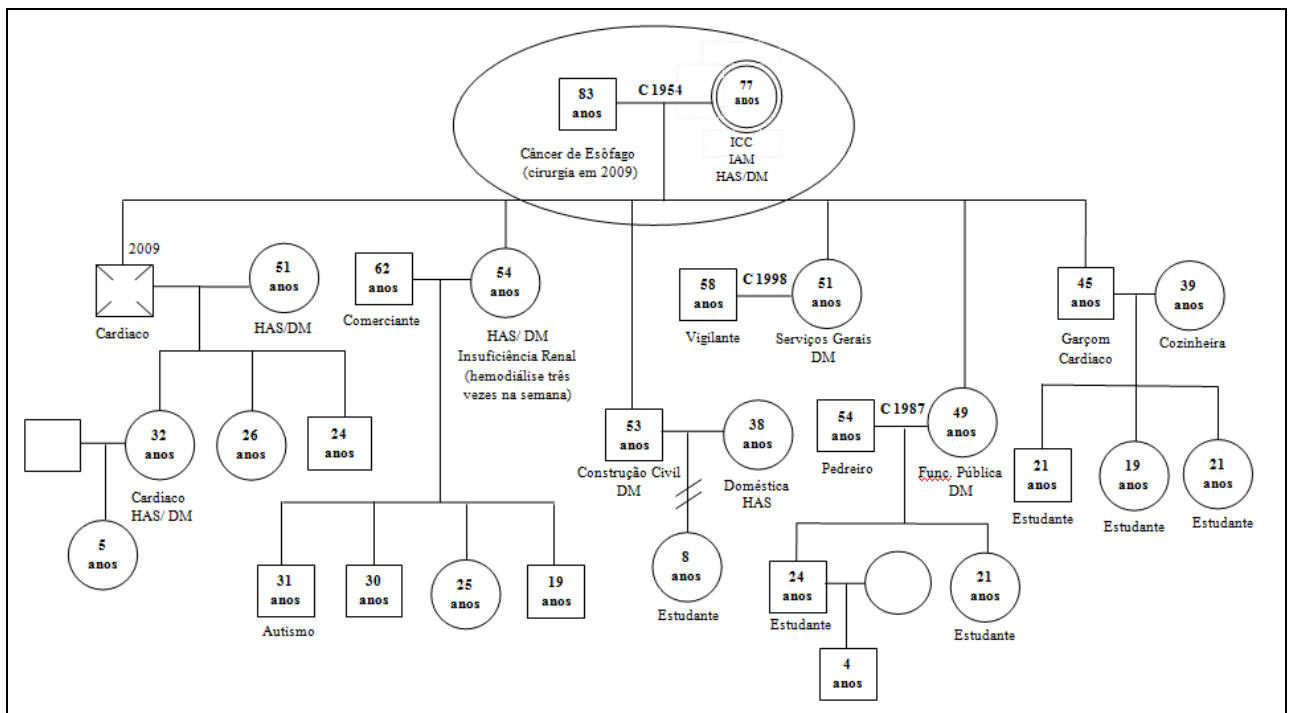 83
anos
C 1954
77
anos
Câncer de Esôfago
(cirurgia em 2009)
ICC
IAM
HAS/DM
2009
Cardíaco
51
anos
HAS/DM
62
anos
Comerciante
54
anos
HAS/ DM
Insuficiência Renal
(hemodiálise três
vezes na semana)
58
anos
Vigilante
C 1998
51
anos
Serviços Gerais
DM
45
anos
Garçom
Cardíaco
39
anos
Cozinheira
32
anos
Cardíaco
HAS/ DM
26
anos
24
anos
53
anos
Construção Civil
DM
38
anos
Doméstica
HAS
54
anos
Pedreiro
C 1987
49
anos
Func. Pública
DM
21
anos
Estudante
19
anos
Estudante
21
anos
Estudante
5
anos
31
anos
Autismo
30
anos
25
anos
19
anos
8
anos
Estudante
24
anos
Estudante
21
anos
Estudante
4
anos